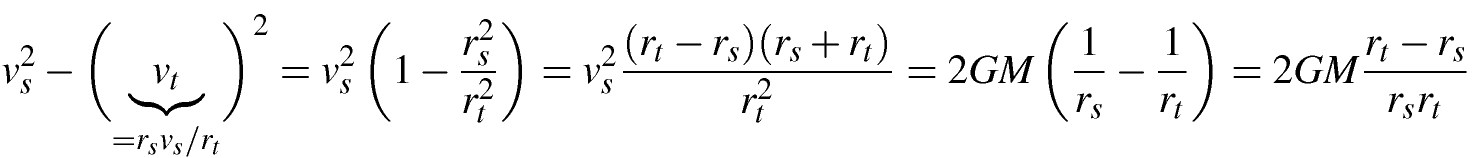 $v_s^2 - \Big(\underbrace{v_t}_{=r_s v_s/r_t}\Big)^2 = v_s^2 \left(1 - \frac{r_s^2}{r_t^2}\right) = v_s^2 \frac{(r_t - r_s)(r_s + r_t)}{r_t^2} = 2GM \left(\frac{1}{r_s} - \frac{1}{r_t}\right) = 2GM \frac{r_t - r_s}{r_s r_t}$